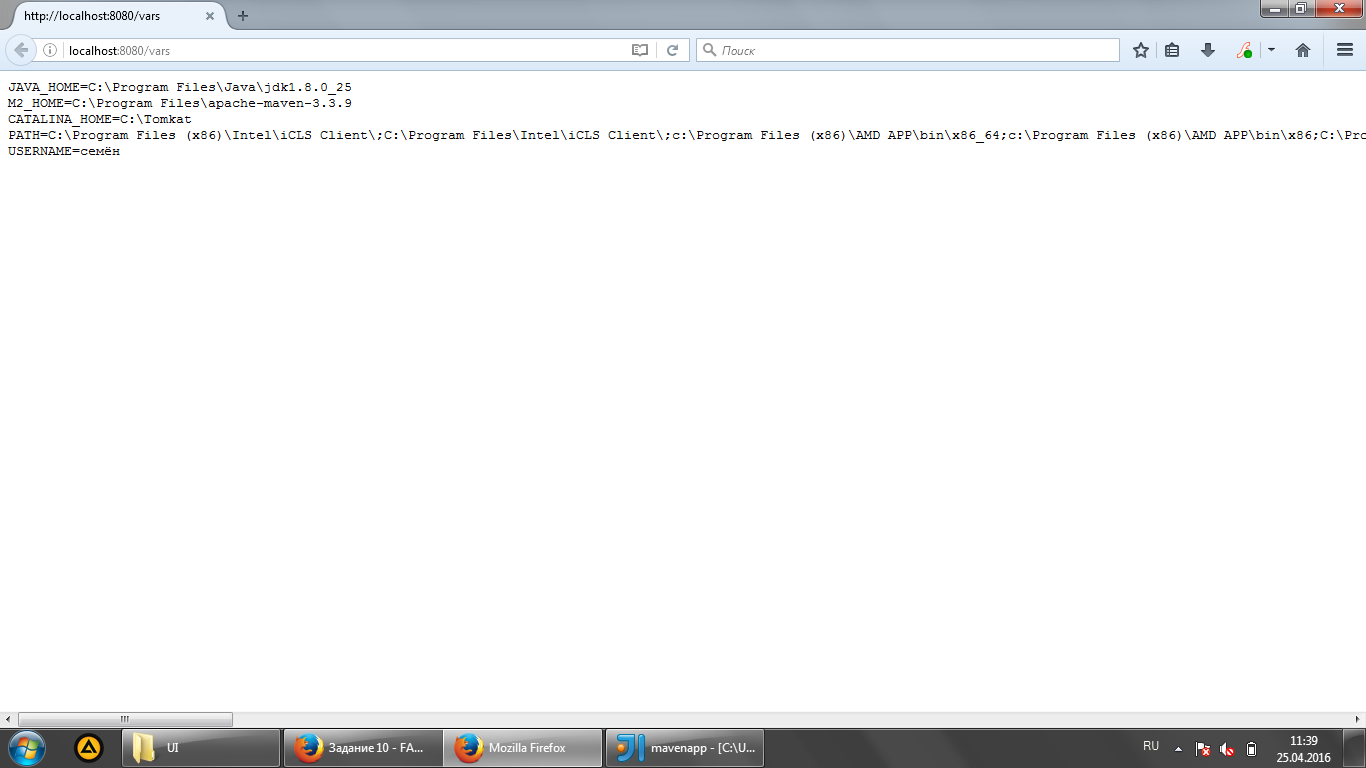 http://localhost:8080/vars
localhost:8080/vars
Поиск
JAVA_HOME=C:\Program Files\Java\jdk1.8.0_25
M2_HOME=C:\Program Files\apache-maven-3.3.9
CATALINA_HOME=C:\Tomkat
PATH=C:\Program Files (x86)\Intel\iCLS Client\;C:\Program Files\Intel\iCLS Client\;c:\Program Files (x86)\AMD APP\bin\x86_64;c:\Program Files (x86)\AMD APP\bin\x86;C:\Pro
USERNAME=семён
UI
Задание 10 - FA...
Mozilla Firefox
mavenapp - [C:\U...
RU
11:39
25.04.2016